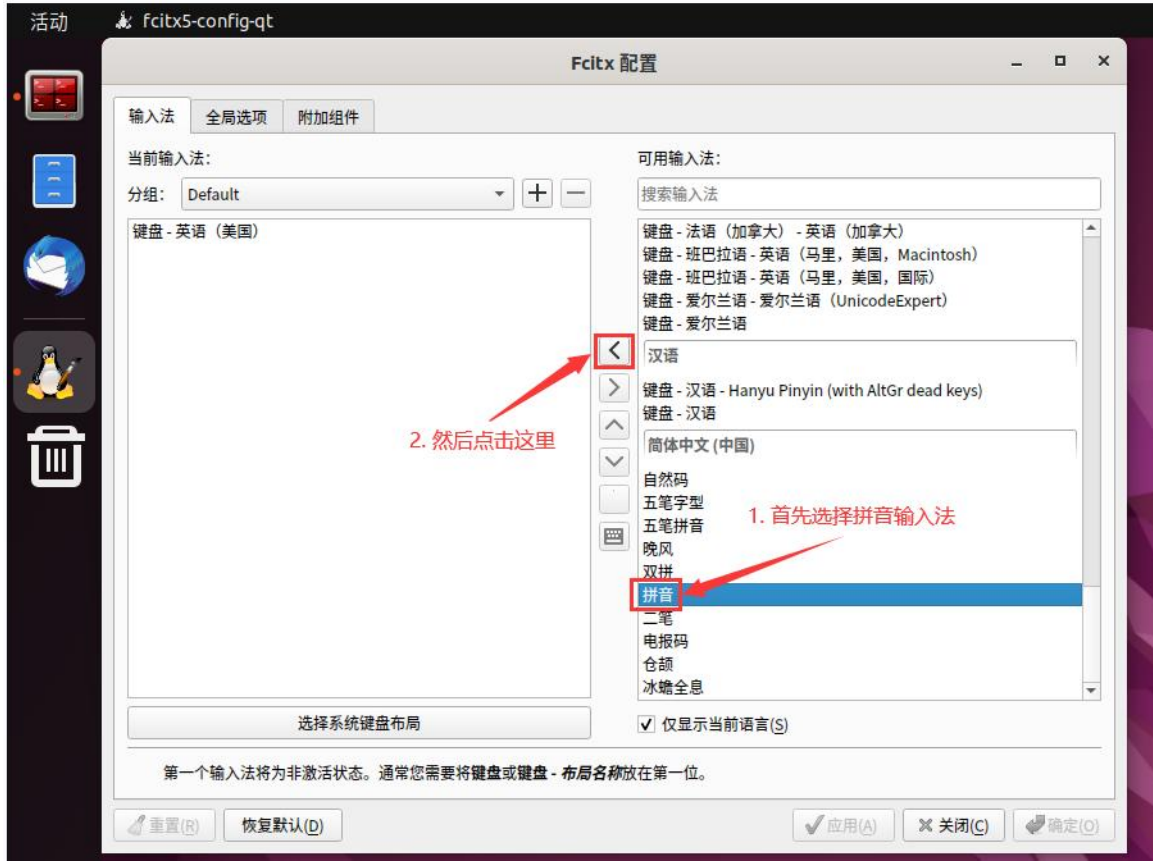 活动 fcitx5-config-qt
Fcitx 配置
输入法 全局选项 附加组件
当前输入法:
分组: Default
键盘 - 英语（美国）
可用输入法:
搜索输入法
键盘 - 法语（加拿大）- 英语（加拿大）
键盘 - 班巴拉语 - 英语（马里，美国，Macintosh）
键盘 - 班巴拉语 - 英语（马里，美国，国际）
键盘 - 爱尔兰语 - 爱尔兰语（UnicodeExpert）
键盘 - 爱尔兰语
汉语
键盘 - 汉语 - Hanyu Pinyin (with AltGr dead keys)
键盘 - 汉语
简体中文 (中国)
自然码
五笔字型
五笔拼音
晚风
双拼
拼音
二笔
电报码
仓颉
冰蟾全息
2. 然后点击这里
1. 首先选择拼音输入法
选择系统键盘布局
仅显示当前语言(S)
第一个输入法将为非激活状态。通常您需要将键盘或键盘 - 布局名称放在第一位。
重置(R) 恢复默认(D) 应用(A) 关闭(C) 确定(O)